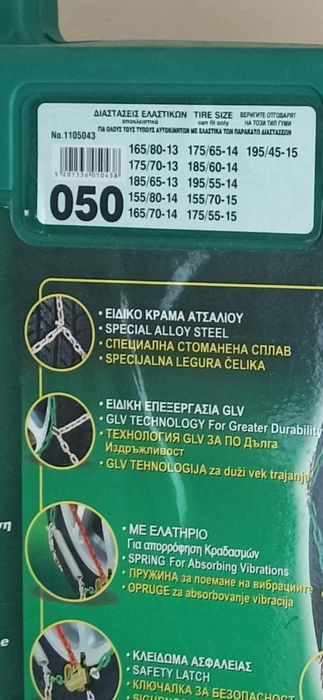 ΔΙΑΣΤΑΣΕΙΣ ΕΛΑΣΤΙΚΩΝ TIRE SIZE ВЕРИГИТЕ ОТГОВАРЯТ
αποκλειστικά can fit only НА ТОЗИ ТИП ГУМИ
ΓΙΑ ΟΛΟΥΣ ΤΟΥΣ ΤΥΠΟΥΣ ΑΥΤΟΚΙΝΗΤΩΝ ΜΕ ΕΛΑΣΤΙΚΑ ΤΩΝ ΠΑΡΑΚΑΤΩ ΔΙΑΣΤΑΣΕΩΝ
No.1105043
165/80-13 175/65-14 195/45-15
175/70-13 185/60-14
185/65-13 195/55-14
155/80-14 155/70-15
165/70-14 175/55-15
5 201536 050438
050
• ΕΙΔΙΚΟ ΚΡΑΜΑ ΑΤΣΑΛΙΟΥ
• SPECIAL ALLOY STEEL
• СПЕЦИАЛНА СТОМАНЕНА СПЛАВ
• SPECIJALNA LEGURA ČELIKA
• ΕΙΔΙΚΗ ΕΠΕΞΕΡΓΑΣΙΑ GLV
• GLV TECHNOLOGY For Greater Durability
• ТЕХНОЛОГИЯ GLV ЗА ПО Дълга
Издръжливост
• GLV TEHNOLOGIJA za duži vek trajanja
• ΜΕ ΕΛΑΤΗΡΙΟ
Για απορρόφηση Κραδασμών
• SPRING For Absorbing Vibrations
• ПРУЖИНА за поемане на вибрациите
• OPRUGE za absorbovanje vibracija
• ΚΛΕΙΔΩΜΑ ΑΣΦΑΛΕΙΑΣ
• SAFETY LATCH
• КЛЮЧАЛКА ЗА БЕЗОПАСНОСТ